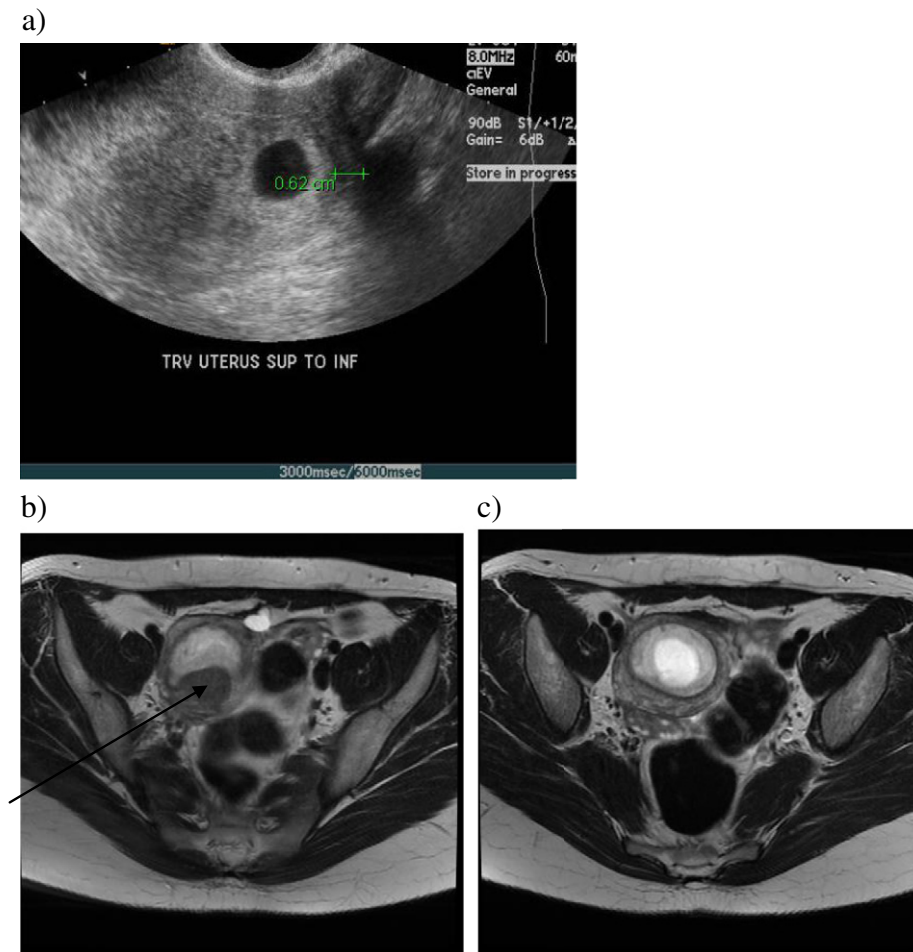 a)
8.0MHz 60m
aEV
General
90dB S1/+1/2/
Gain= 6dB
Store in progress
0.62 cm
TRV UTERUS SUP TO INF
3000msec/6000msec
b)
c)